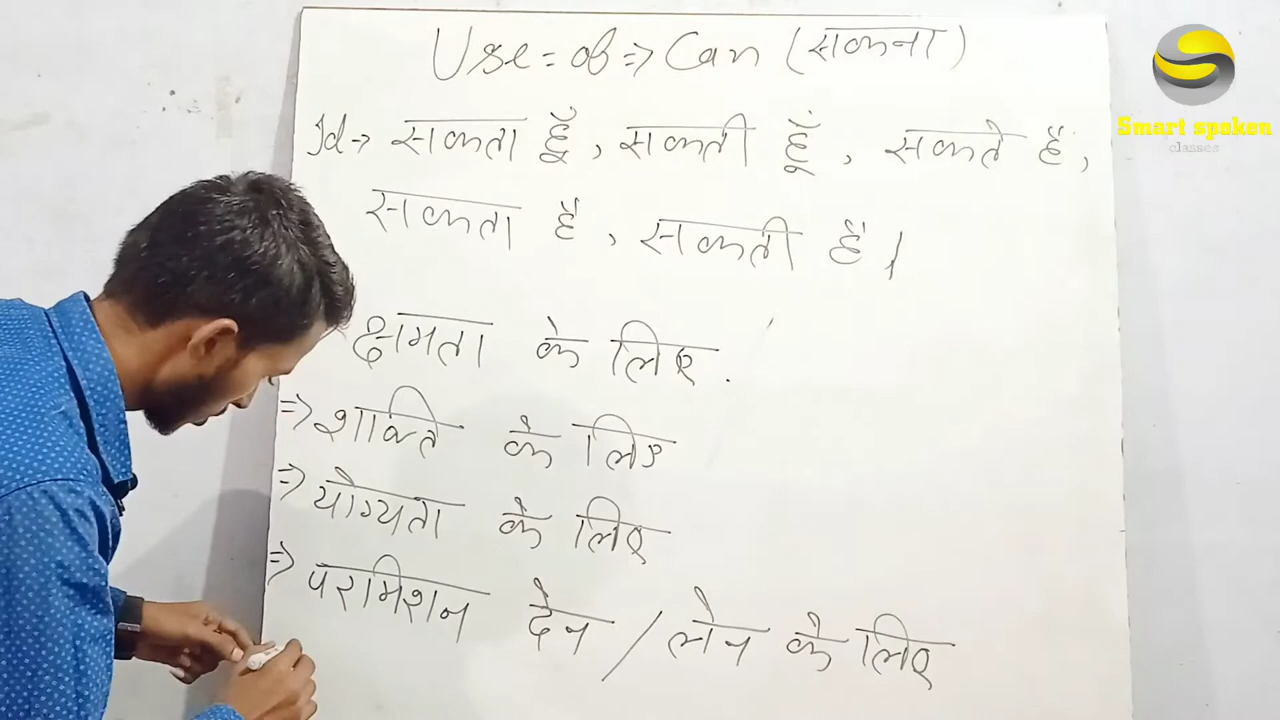 Use = of => Can (सकना)
Id → सकता हूँ, सकती हूँ, सकते हैं,
सकता है, सकती है।
क्षमता के लिए.
=> शक्ति के लिए
=> योग्यता के लिए
=> परमिशन देन / लेन के लिए
Smart spoken
classes